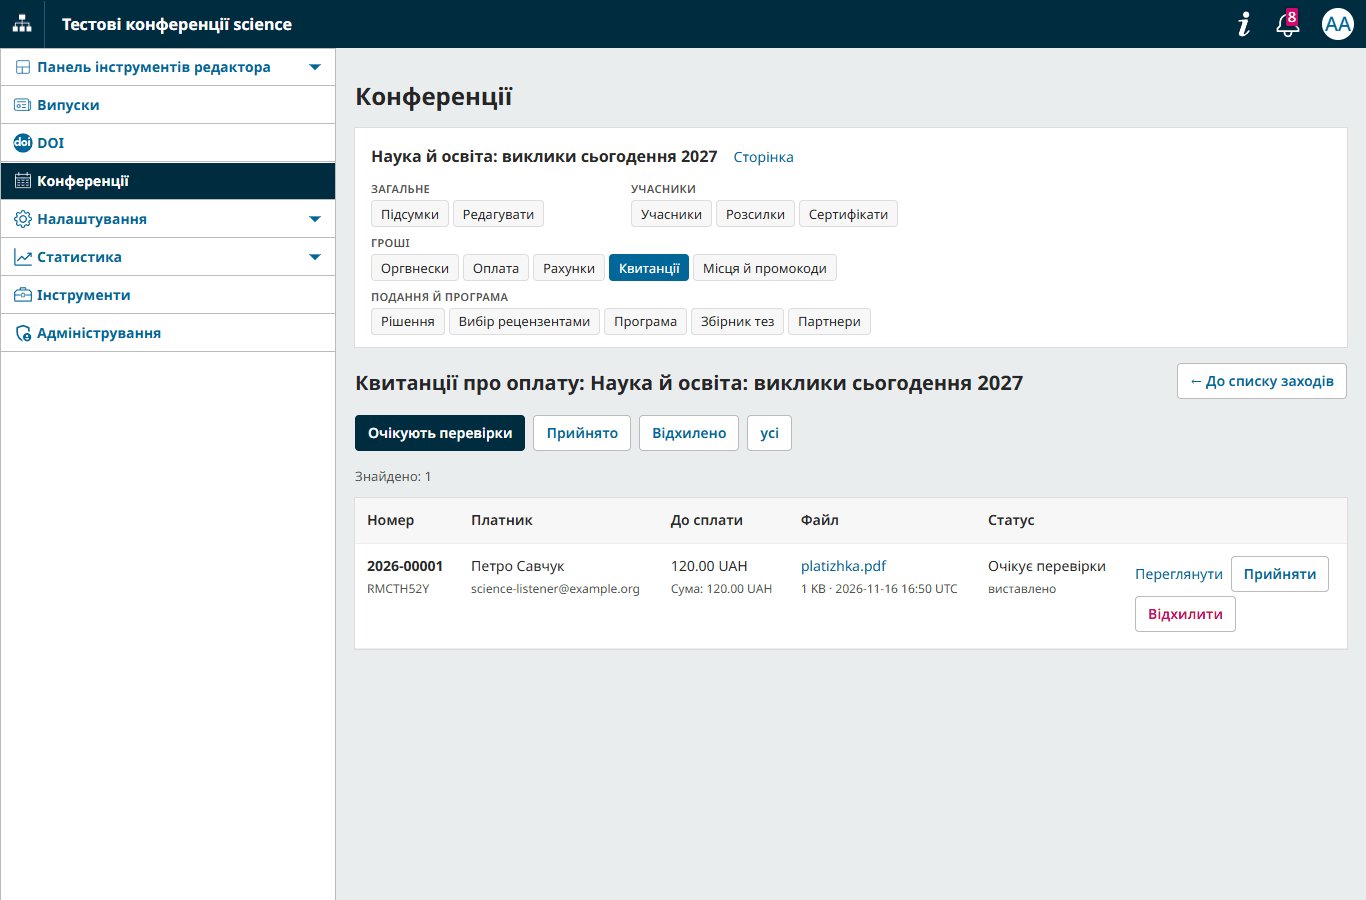 Тестові конференції science
8
AA
Панель інструментів редактора
Випуски
doi DOI
Конференції
Налаштування
Статистика
Інструменти
Адміністрування
Конференції
Наука й освіта: виклики сьогодення 2027 Сторінка
ЗАГАЛЬНЕ
Підсумки Редагувати
УЧАСНИКИ
Учасники Розсилки Сертифікати
ГРОШІ
Оргвнески Оплата Рахунки Квитанції Місця й промокоди
ПОДАННЯ Й ПРОГРАМА
Рішення Вибір рецензентами Програма Збірник тез Партнери
Квитанції про оплату: Наука й освіта: виклики сьогодення 2027
← До списку заходів
Очікують перевірки Прийнято Відхилено усі
Знайдено: 1
Номер Платник До сплати Файл Статус
2026-00001 Петро Савчук 120.00 UAH platizhka.pdf Очікує перевірки
RMCTH52Y science-listener@example.org Сума: 120.00 UAH 1 KB · 2026-11-16 16:50 UTC виставлено
Переглянути Прийняти
Відхилити